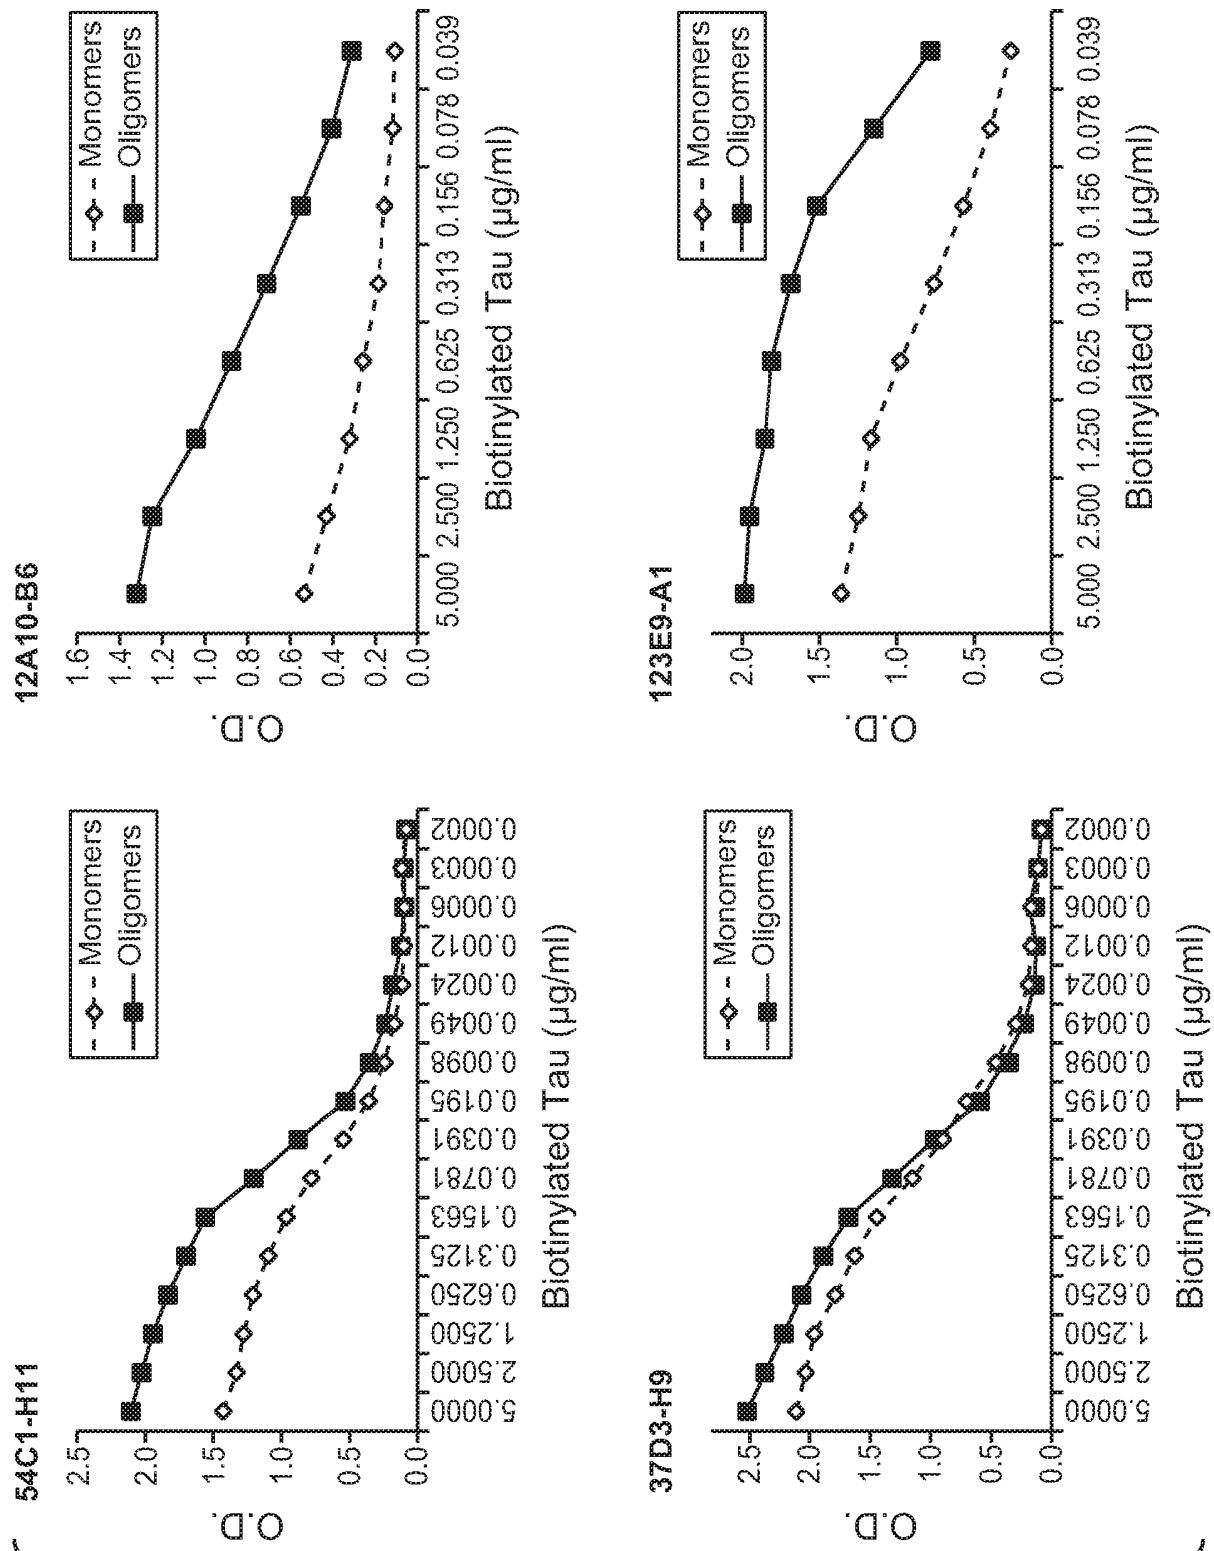 54C1-H11
O.D.
2.5
2.0
1.5
1.0
0.5
0.0
Monomers
Oligomers
5.0000 2.5000 1.2500 0.6250 0.3125 0.1563 0.0781 0.0391 0.0195 0.0098 0.0049 0.0024 0.0012 0.0006 0.0003 0.0002
Biotinylated Tau (µg/ml)
12A10-B6
O.D.
1.6
1.4
1.2
1.0
0.8
0.6
0.4
0.2
0.0
Monomers
Oligomers
5.000 2.500 1.250 0.625 0.313 0.156 0.078 0.039
Biotinylated Tau (µg/ml)
37D3-H9
O.D.
2.5
2.0
1.5
1.0
0.5
0.0
Monomers
Oligomers
5.0000 2.5000 1.2500 0.6250 0.3125 0.1563 0.0781 0.0391 0.0195 0.0098 0.0049 0.0024 0.0012 0.0006 0.0003 0.0002
Biotinylated Tau (µg/ml)
123E9-A1
O.D.
2.0
1.5
1.0
0.5
0.0
Monomers
Oligomers
5.000 2.500 1.250 0.625 0.313 0.156 0.078 0.039
Biotinylated Tau (µg/ml)